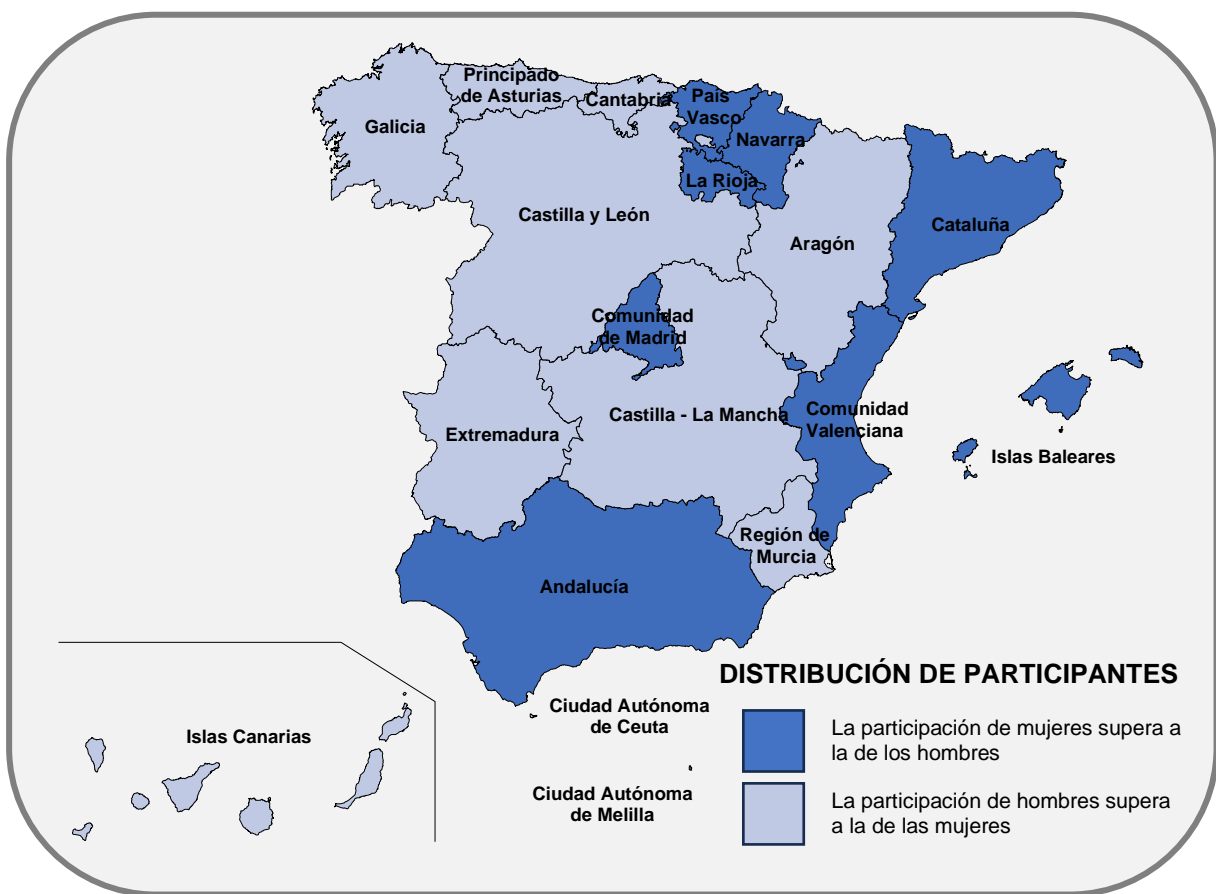 Principado
de Asturias
Cantabria
País
Vasco
Navarra
Galicia
La Rioja
Castilla y León
Aragón
Cataluña
Comunidad
de Madrid
Castilla - La Mancha
Comunidad
Valenciana
Extremadura
Islas Baleares
Región de
Murcia
Andalucía
DISTRIBUCIÓN DE PARTICIPANTES
La participación de mujeres supera a
la de los hombres
La participación de hombres supera
a la de las mujeres
Ciudad Autónoma
de Ceuta
Ciudad Autónoma
de Melilla
Islas Canarias